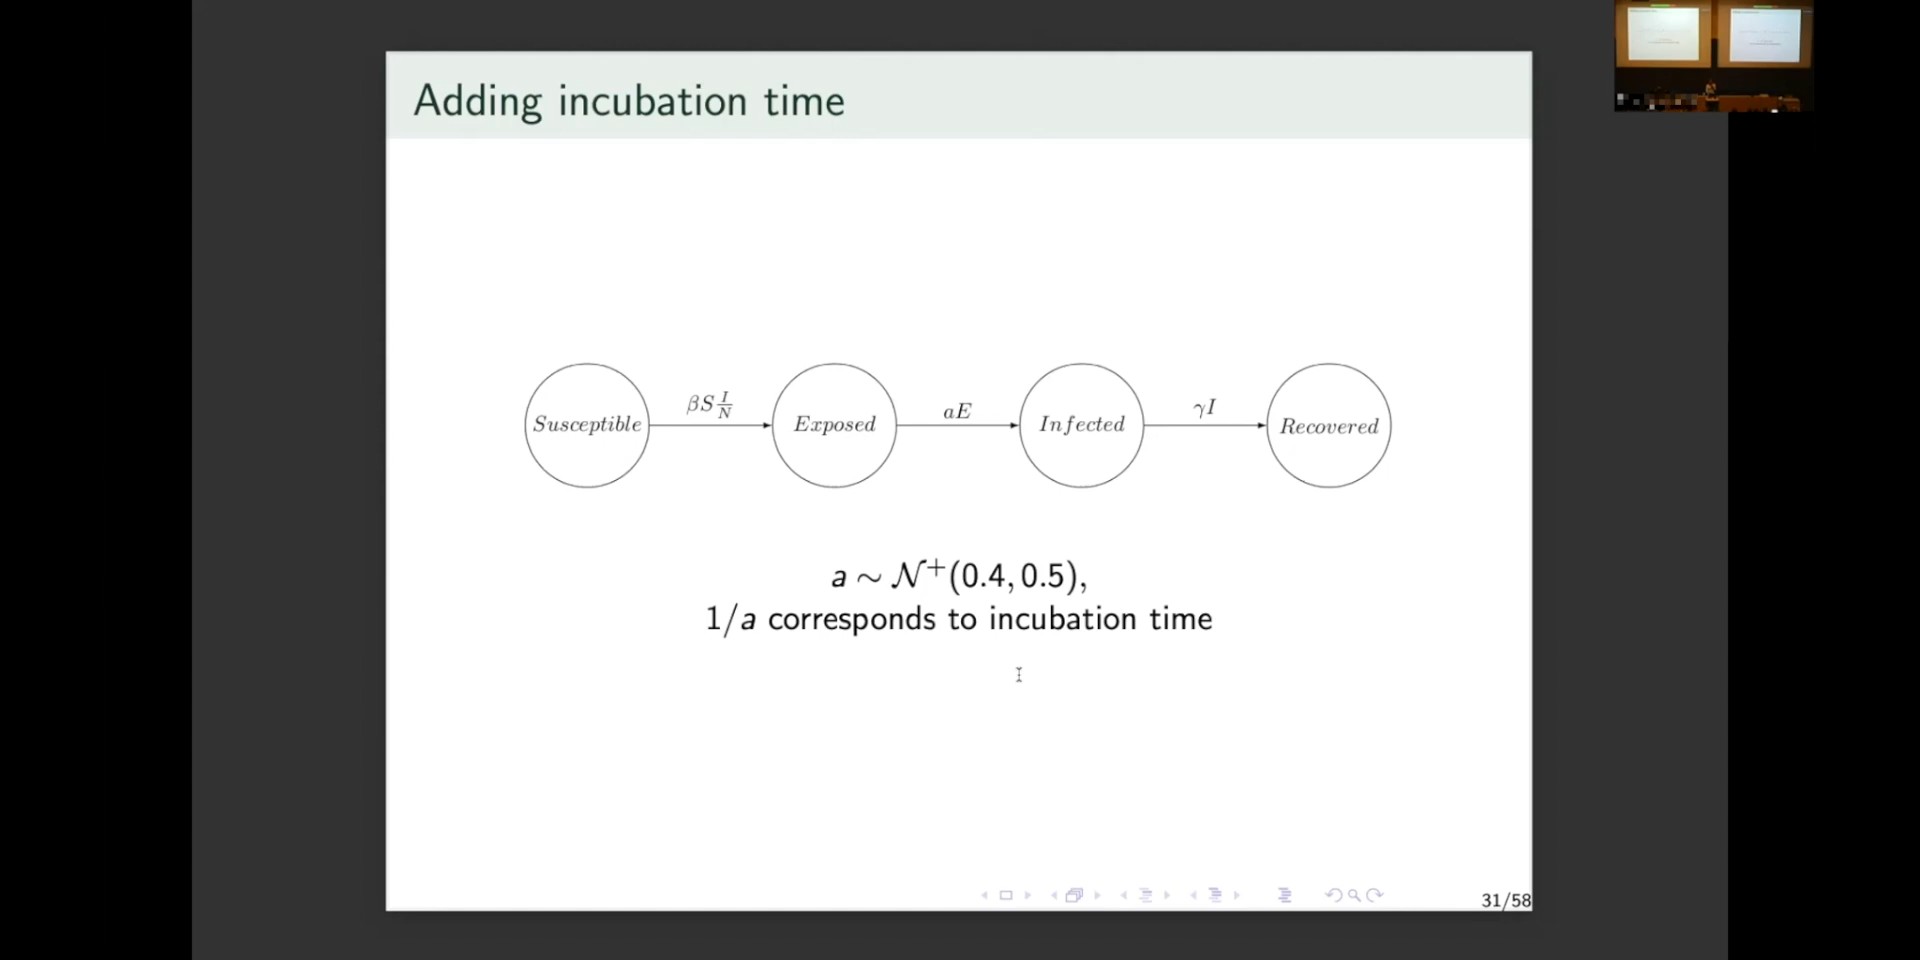 Adding incubation time
Susceptible βS I/N Exposed aE Infected γI Recovered
a ∼ 𝒩⁺(0.4, 0.5),
1/a corresponds to incubation time
31/58